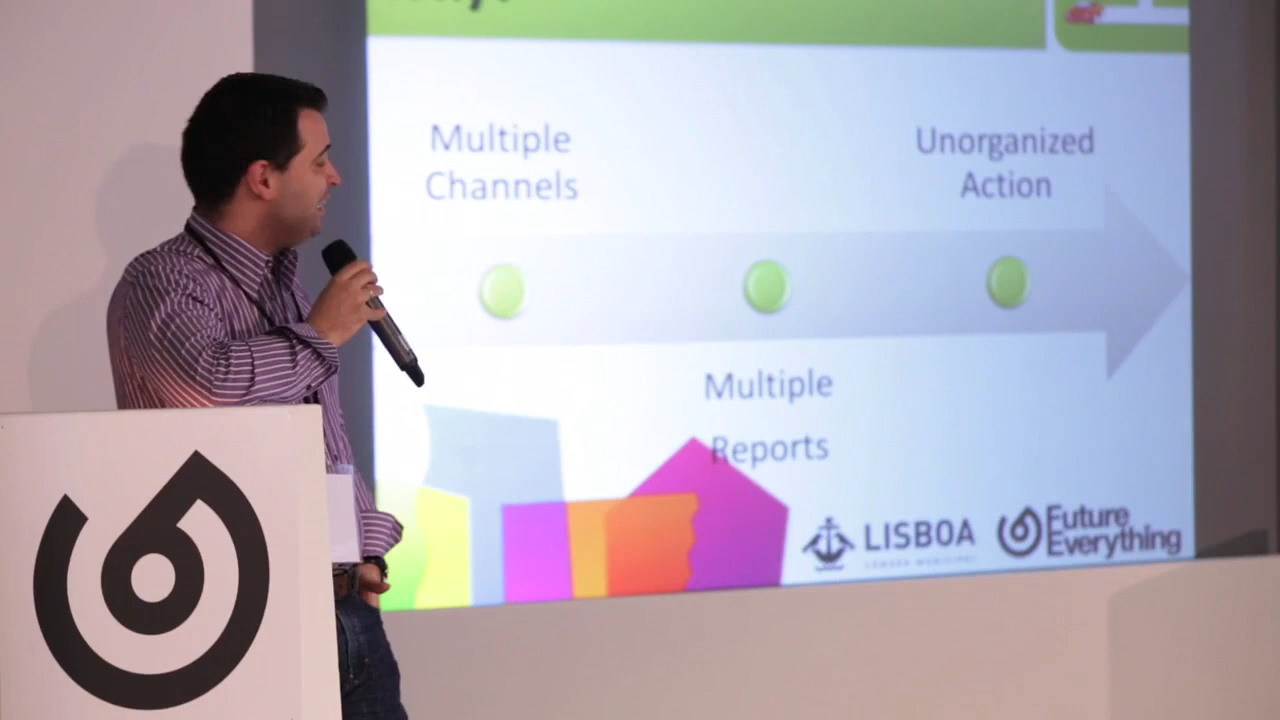 Multiple
Channels
Unorganized
Action
Multiple
Reports
LISBOA
Future
Everything